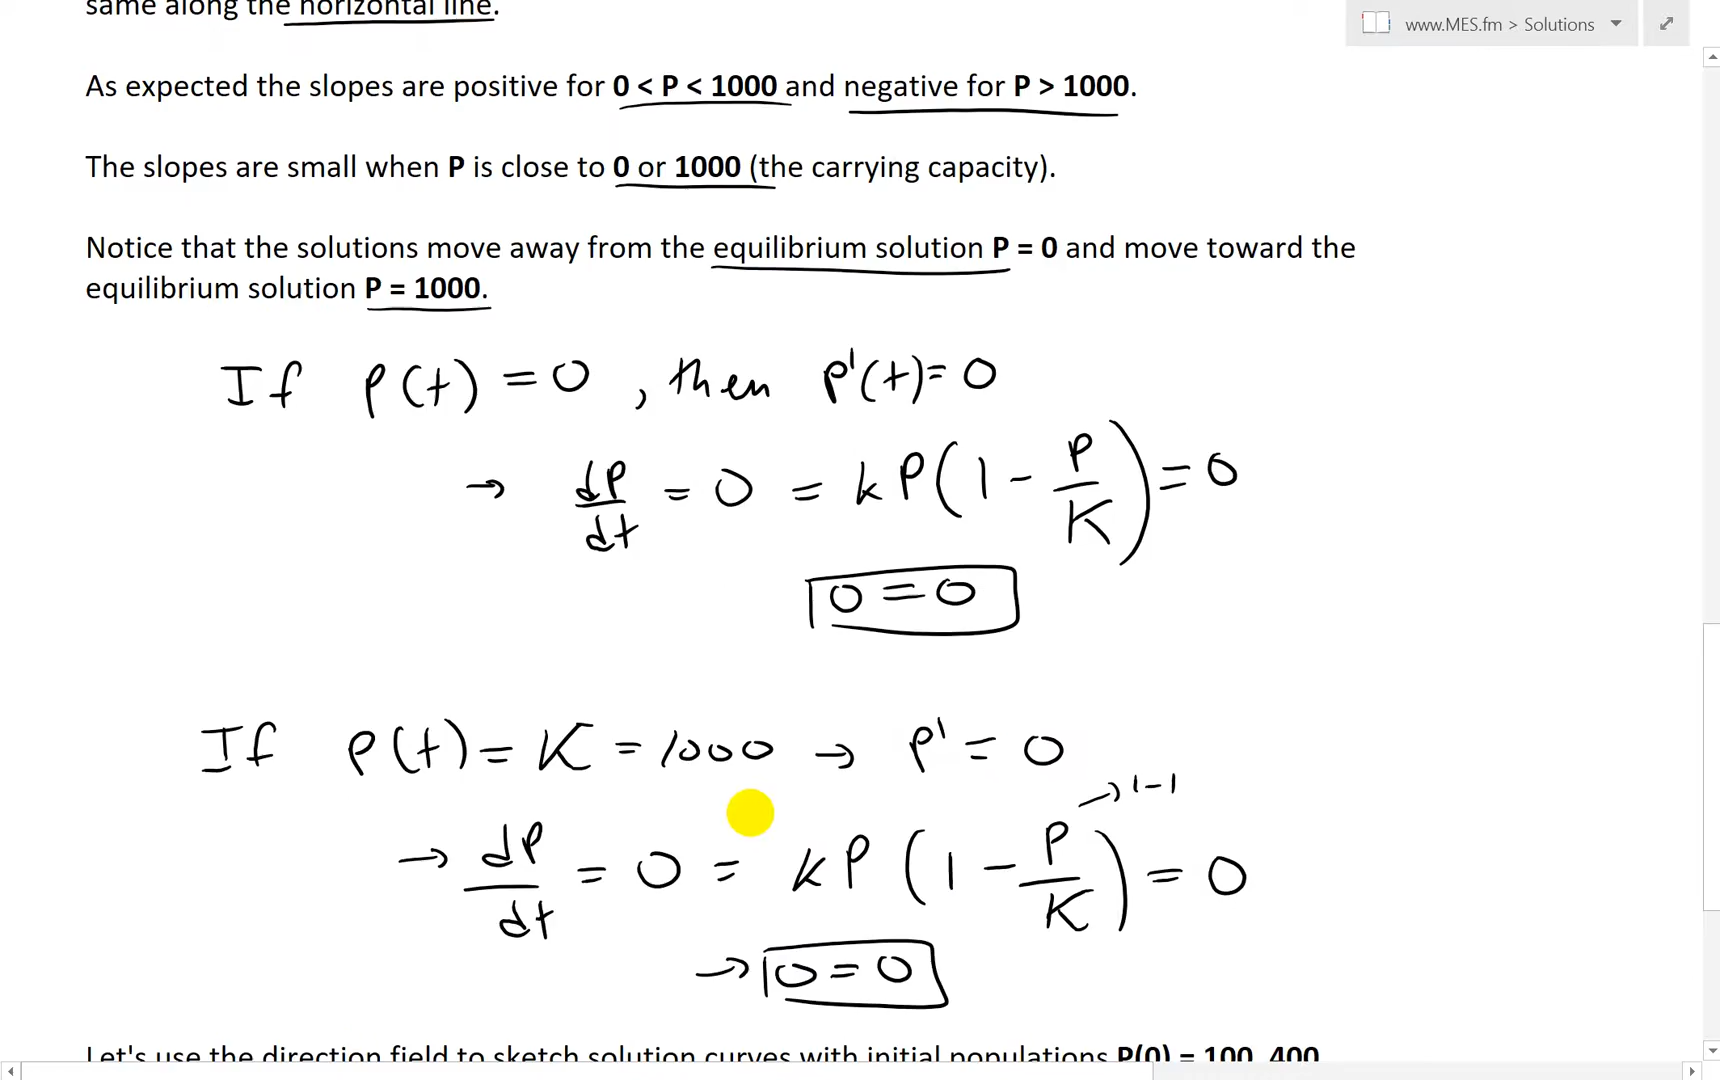 same along the horizontal line.
www.MES.fm > Solutions
As expected the slopes are positive for 0 < P < 1000 and negative for P > 1000.
The slopes are small when P is close to 0 or 1000 (the carrying capacity).
Notice that the solutions move away from the equilibrium solution P = 0 and move toward the
equilibrium solution P = 1000.
If P(t) = 0, then P'(t) = 0
→ dP/dt = 0 = kP(1 - P/K) = 0
0 = 0
If P(t) = K = 1000 → P' = 0
→ 1-1
→ dP/dt = 0 = kP(1 - P/K) = 0
→ 0 = 0
Let's use the direction field to sketch solution curves with initial populations P(0) = 100, 400,